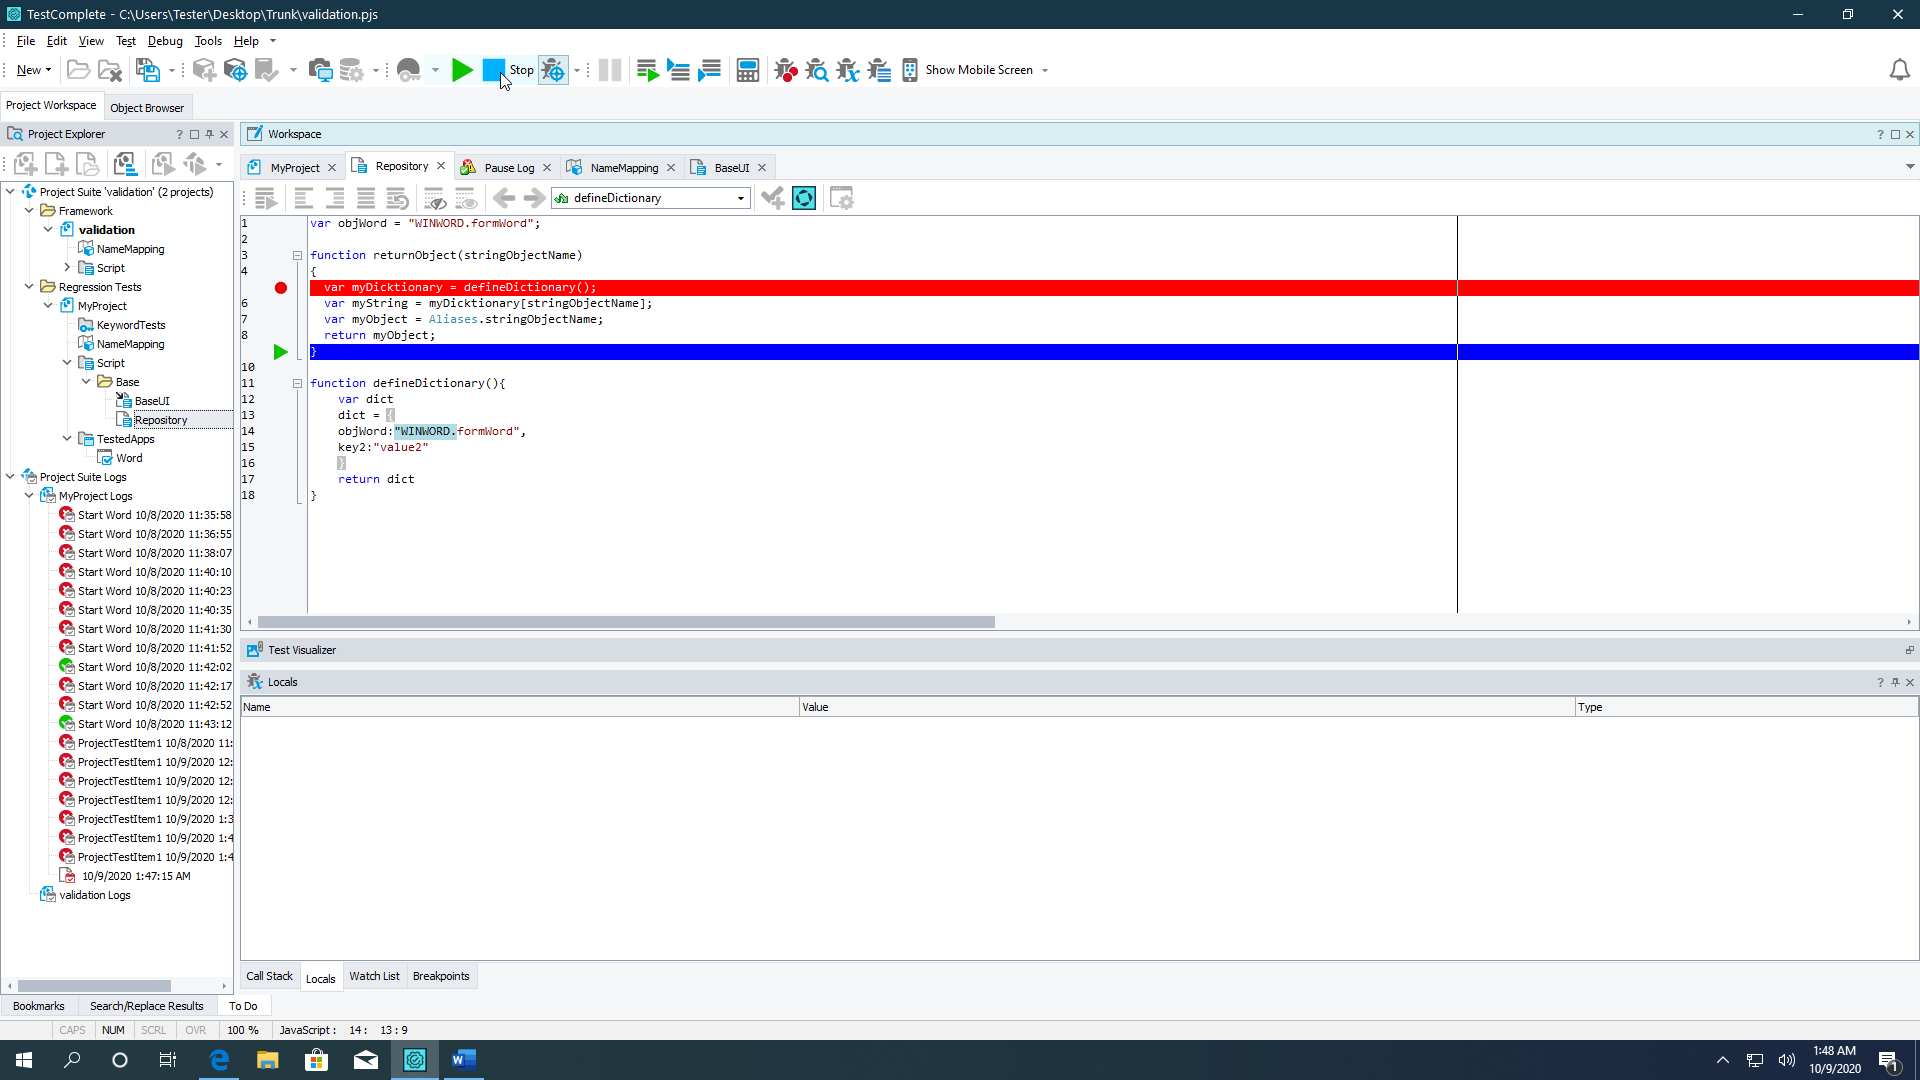 TestComplete - C:\Users\Tester\Desktop\Trunk\validation.pjs
File Edit View Test Debug Tools Help
New Stop Show Mobile Screen
Project Workspace Object Browser
Project Explorer ?
Workspace ?
MyProject Repository Pause Log NameMapping BaseUI
defineDictionary
Project Suite 'validation' (2 projects)
Framework
validation
NameMapping
Script
Regression Tests
MyProject
KeywordTests
NameMapping
Script
Base
BaseUI
Repository
TestedApps
Word
Project Suite Logs
MyProject Logs
Start Word 10/8/2020 11:35:58
Start Word 10/8/2020 11:36:55
Start Word 10/8/2020 11:38:07
Start Word 10/8/2020 11:40:10
Start Word 10/8/2020 11:40:23
Start Word 10/8/2020 11:40:35
Start Word 10/8/2020 11:41:30
Start Word 10/8/2020 11:41:52
Start Word 10/8/2020 11:42:02
Start Word 10/8/2020 11:42:17
Start Word 10/8/2020 11:42:52
Start Word 10/8/2020 11:43:12
ProjectTestItem1 10/8/2020 11:
ProjectTestItem1 10/9/2020 12:
ProjectTestItem1 10/9/2020 12:
ProjectTestItem1 10/9/2020 12:
ProjectTestItem1 10/9/2020 1:3
ProjectTestItem1 10/9/2020 1:4
ProjectTestItem1 10/9/2020 1:4
10/9/2020 1:47:15 AM
validation Logs
1 var objWord = "WINWORD.formWord";
2
3 function returnObject(stringObjectName)
4 {
var myDicktionary = defineDictionary();
6 var myString = myDicktionary[stringObjectName];
7 var myObject = Aliases.stringObjectName;
8 return myObject;
}
10
11 function defineDictionary(){
12 var dict
13 dict = {
14 objWord:"WINWORD.formWord",
15 key2:"value2"
16 }
17 return dict
18 }
Test Visualizer
Locals ?
Name Value Type
Call Stack Locals Watch List Breakpoints
Bookmarks Search/Replace Results To Do
CAPS NUM SCRL OVR 100 % JavaScript : 14 : 13 : 9
1:48 AM
10/9/2020
1